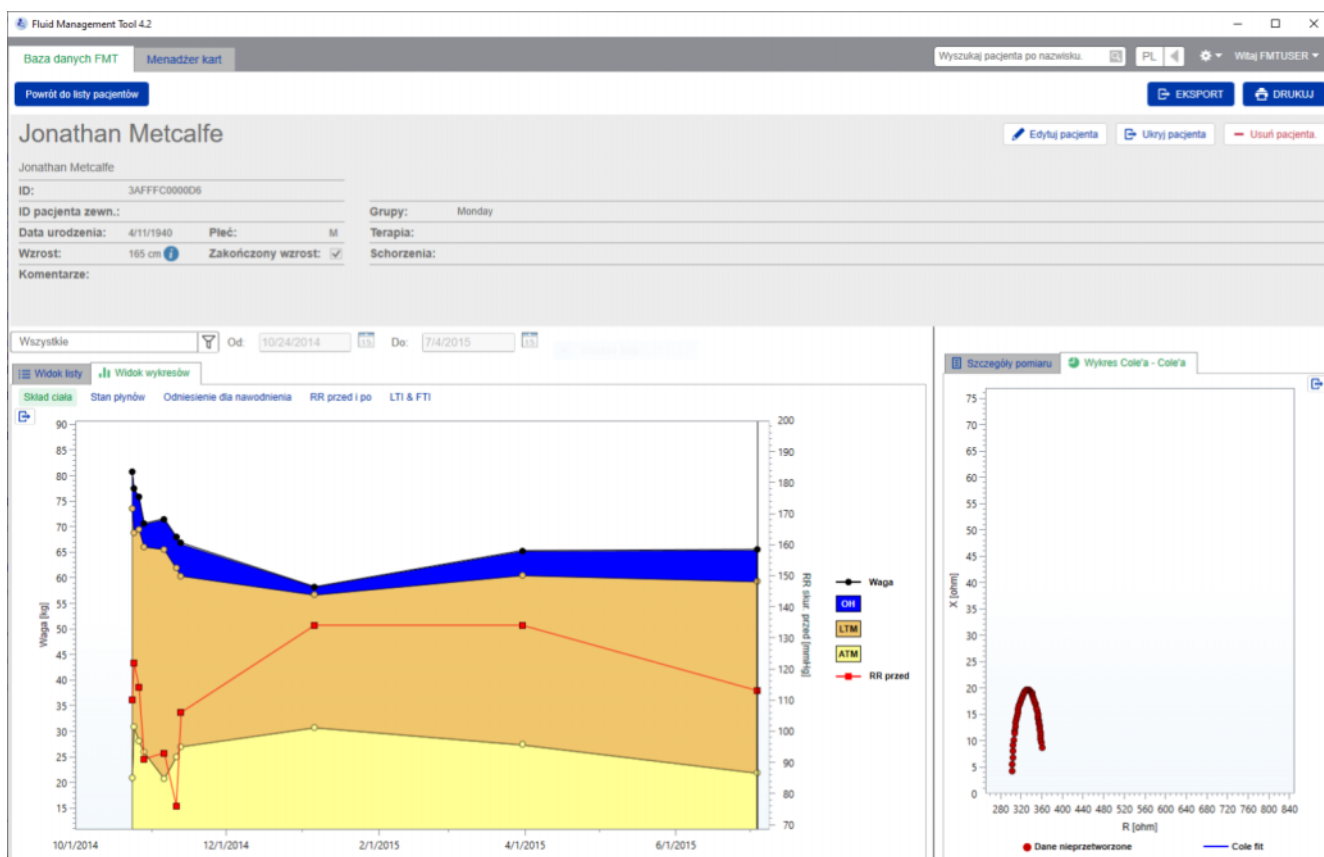 Fluid Management Tool 4.2
Baza danych FMT Menadżer kart Wyszukaj pacjenta po nazwisku. PL Witaj FMTUSER
Powrót do listy pacjentów EKSPORT DRUKUJ
Jonathan Metcalfe Edytuj pacjenta Ukryj pacjenta Usuń pacjenta.
Jonathan Metcalfe
ID: 3AFFFC0000D6
ID pacjenta zewn.: Grupy: Monday
Data urodzenia: 4/11/1940 Płeć: M Terapia:
Wzrost: 165 cm Zakończony wzrost: Schorzenia:
Komentarze:
Wszystkie Od: 10/24/2014 15 Do: 7/4/2015 15
Widok listy Widok wykresów
Skład ciała Stan płynów Odniesienie dla nawodnienia RR przed i po LTI & FTI
90
85
80
75
70
65
60
55
50
45
40
35
30
25
20
15
Waga [kg]
10/1/2014 12/1/2014 2/1/2015 4/1/2015 6/1/2015
200
190
180
170
160
150
140
130
120
110
100
90
80
70
RR skur. przed [mmHg]
Waga
OH
LTM
ATM
RR przed
Szczegóły pomiaru Wykres Cole'a - Cole'a
75
70
65
60
55
50
45
40
35
30
25
20
15
10
5
0
X [ohm]
280 320 360 400 440 480 520 560 600 640 680 720 760 800 840
R [ohm]
Dane nieprzetworzone Cole fit